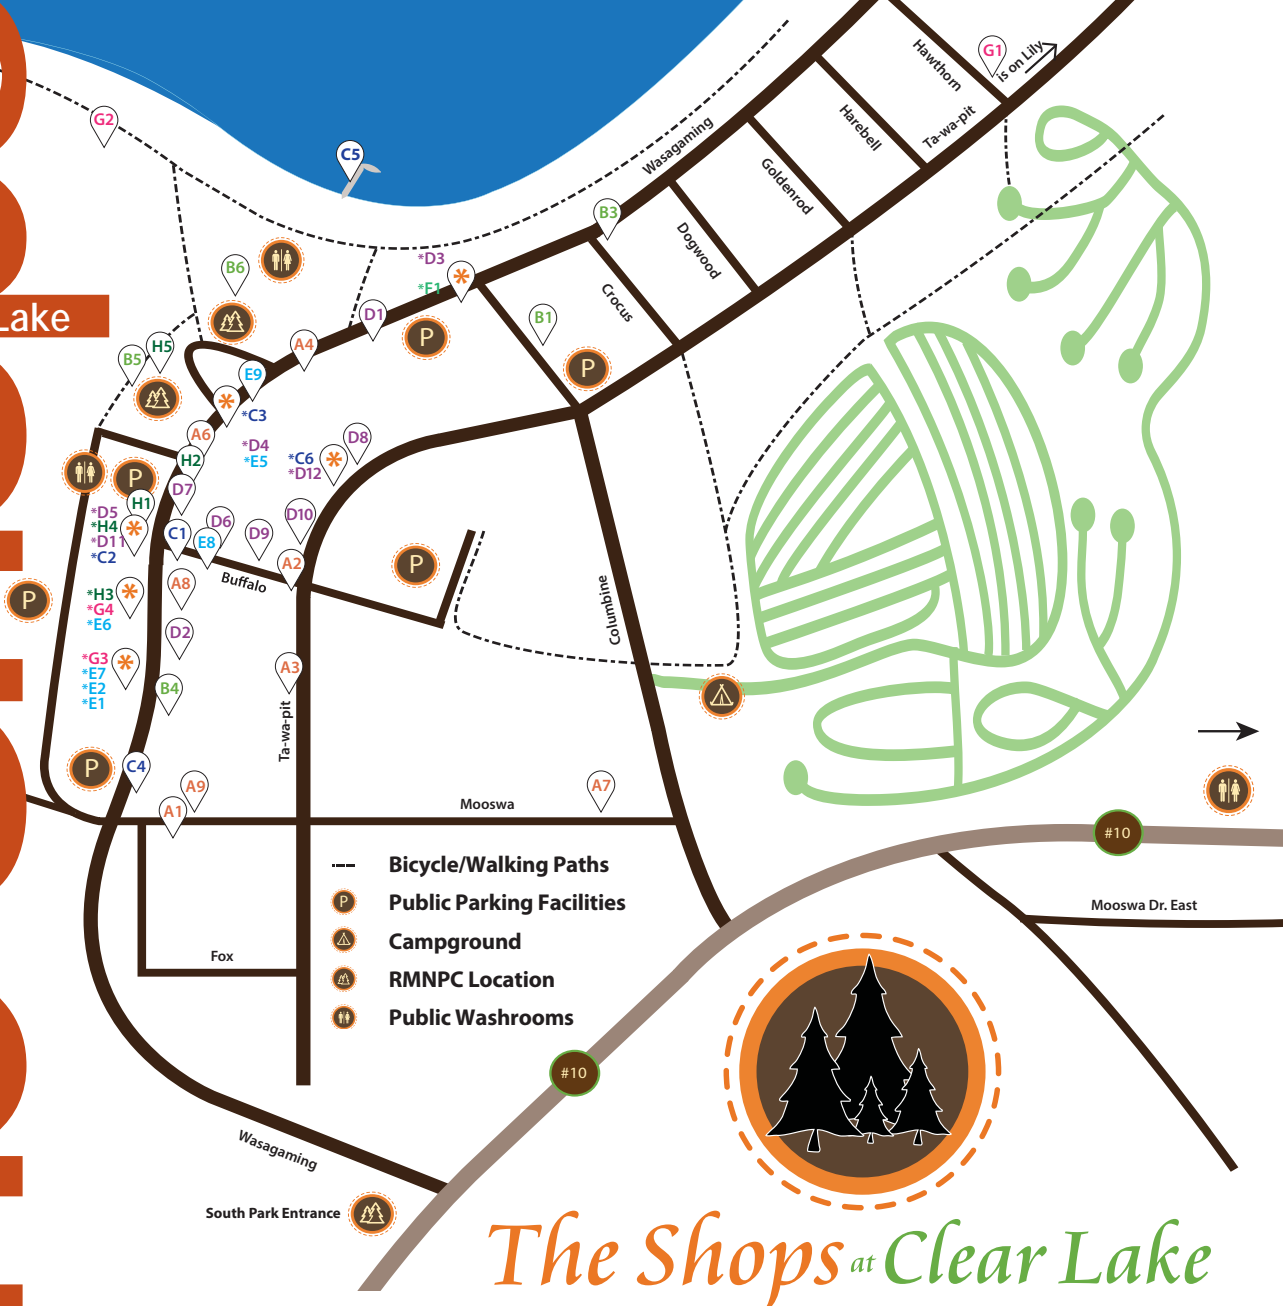 G1
is on Lily
Hawthorn
Ta-wa-pit
Harebell
Wasagaming
Goldenrod
Dogwood
Crocus
G2
C5
B3
B6
*D3
*F1
*
D1
B1
P
P
A4
Lake
H5
B5
E9
*
*C3
A6
H2
*D4
*E5
*C6
*D12
*
D8
P
H1
D7
*D5
*H4
*D11
*C2
*
C1
D6
E8
D9
D10
A2
Buffalo
P
P
A8
*H3
*G4
*E6
*
Columbine
D2
*G3
*E7
*E2
*E1
*
A3
B4
Ta-wa-pit
P
C4
A9
A1
A7
Mooswa
#10
Bicycle/Walking Paths
P
Public Parking Facilities
Campground
RMNPC Location
Public Washrooms
Mooswa Dr. East
Fox
#10
Wasagaming
South Park Entrance
The Shops at Clear Lake